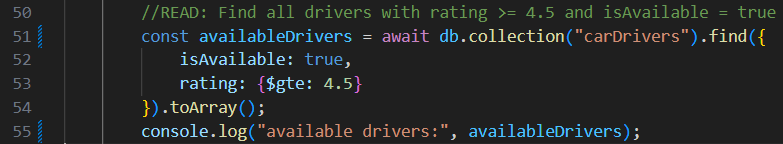 50 //READ: Find all drivers with rating >= 4.5 and isAvailable = true
51 const availableDrivers = await db.collection("carDrivers").find({
52 isAvailable: true,
53 rating: {$gte: 4.5}
54 }).toArray();
55 console.log("available drivers:", availableDrivers);